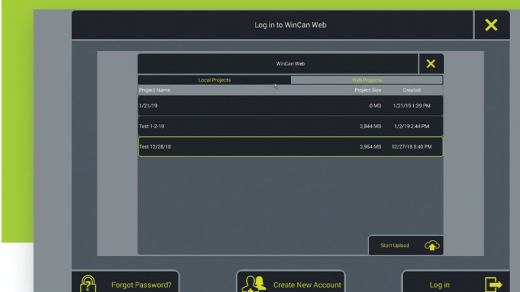 Log in to WinCan Web
WinCan Web
Local Projects Web Projects
Project Name Project Size Created
1/21/19 0 MB 1/21/19 1:39 PM
Test 1-2-19 3,844 MB 1/2/19 2:44 PM
Test 12/28/18 3,954 MB 12/27/18 8:40 PM
Start Upload
Forgot Password? Create New Account Log in